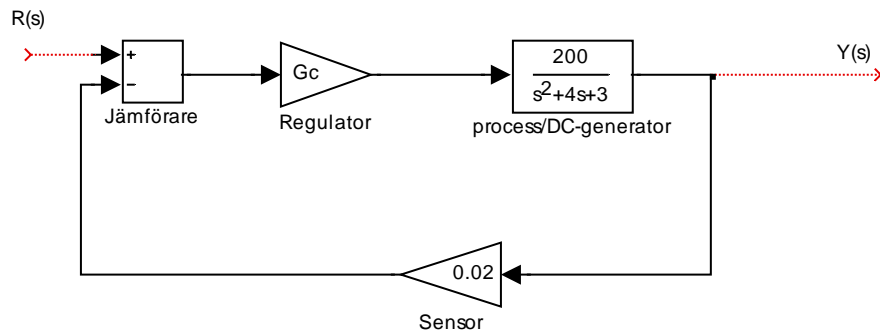 R(s)
+
−
Jämförare
Gc
Regulator
200
s²+4s+3
process/DC-generator
Y(s)
0.02
Sensor